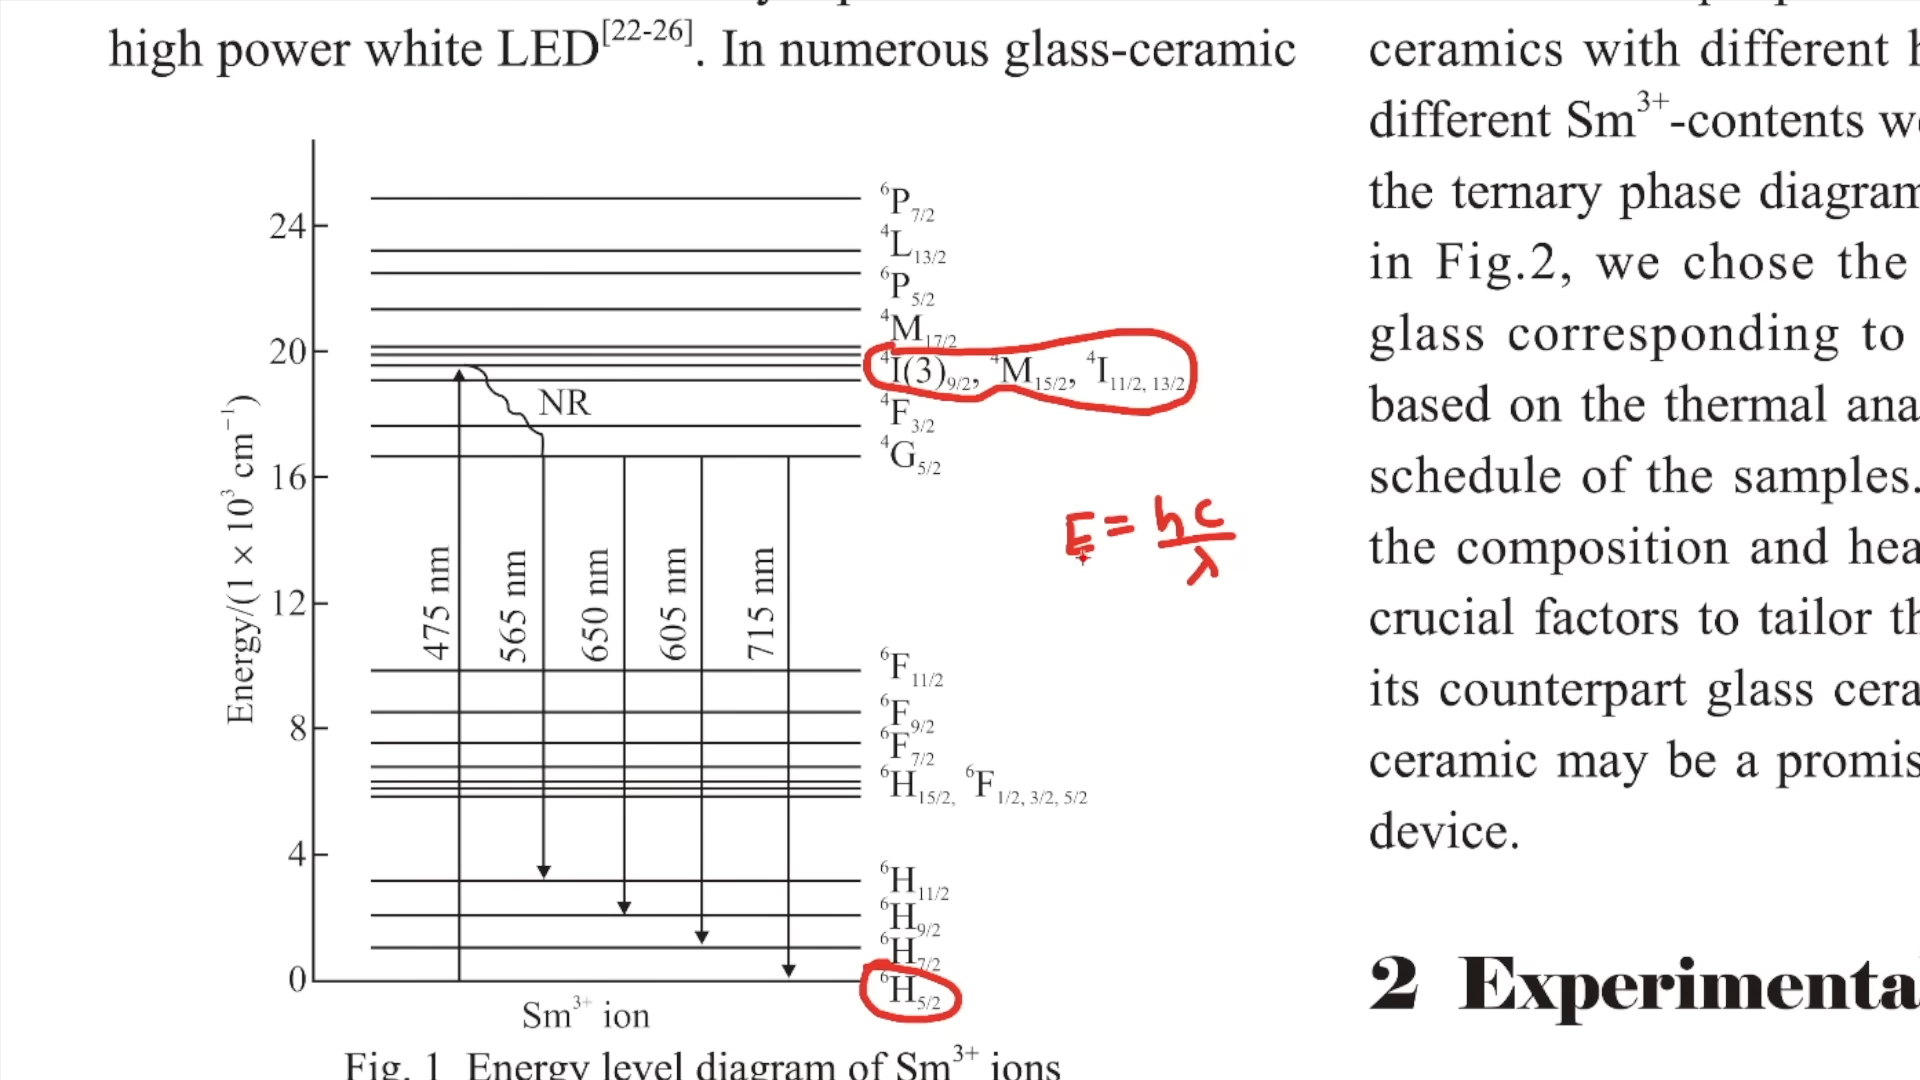 high power white LED[22-26]. In numerous glass-ceramic
24
20
16
12
8
4
0
Energy/(1 × 10³ cm⁻¹)
⁶P7/2
⁴L13/2
⁶P5/2
⁴M17/2
⁴I(3)9/2, ⁴M15/2, ⁴I11/2, 13/2
⁴F3/2
⁴G5/2
NR
475 nm
565 nm
650 nm
605 nm
715 nm
E = hc/λ
⁶F11/2
⁶F9/2
⁶F7/2
⁶H15/2, ⁶F1/2, 3/2, 5/2
⁶H11/2
⁶H9/2
⁶H7/2
⁶H5/2
Sm³⁺ ion
Fig. 1 Energy level diagram of Sm³⁺ ions
ceramics with different
different Sm³⁺-contents
the ternary phase diagram
in Fig.2, we chose the
glass corresponding to
based on the thermal
schedule of the samples.
the composition and
crucial factors to tailor
its counterpart glass
ceramic may be a
device.
2 Experimental